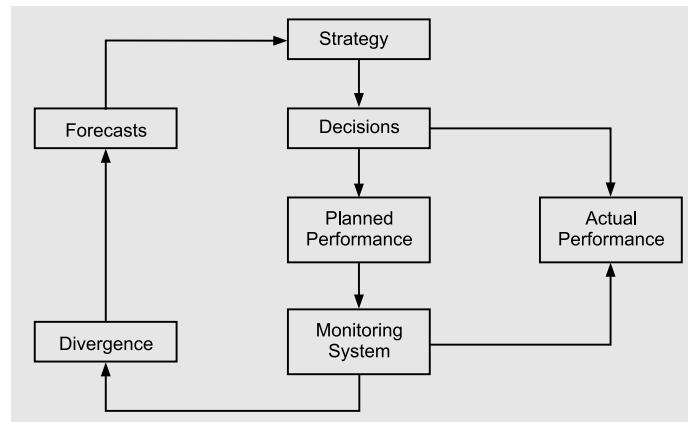 Strategy
Forecasts
Decisions
Planned
Performance
Actual
Performance
Divergence
Monitoring
System